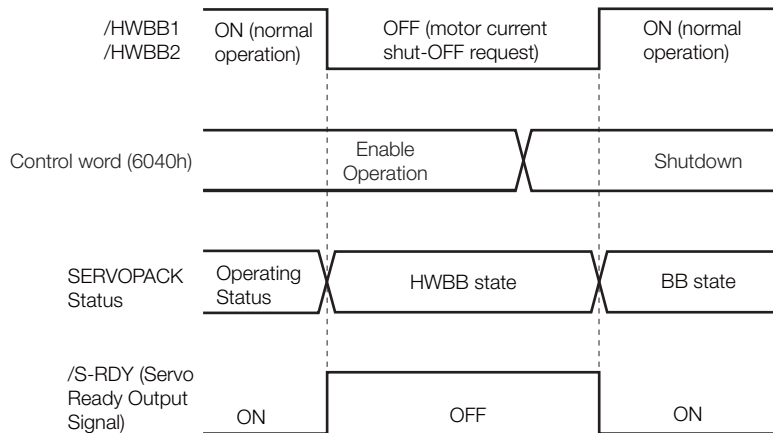 /HWBB1
/HWBB2
ON (normal
operation)
OFF (motor current
shut-OFF request)
ON (normal
operation)
Control word (6040h)
Enable
Operation
Shutdown
SERVOPACK
Status
Operating
Status
HWBB state
BB state
/S-RDY (Servo
Ready Output
Signal)
ON
OFF
ON